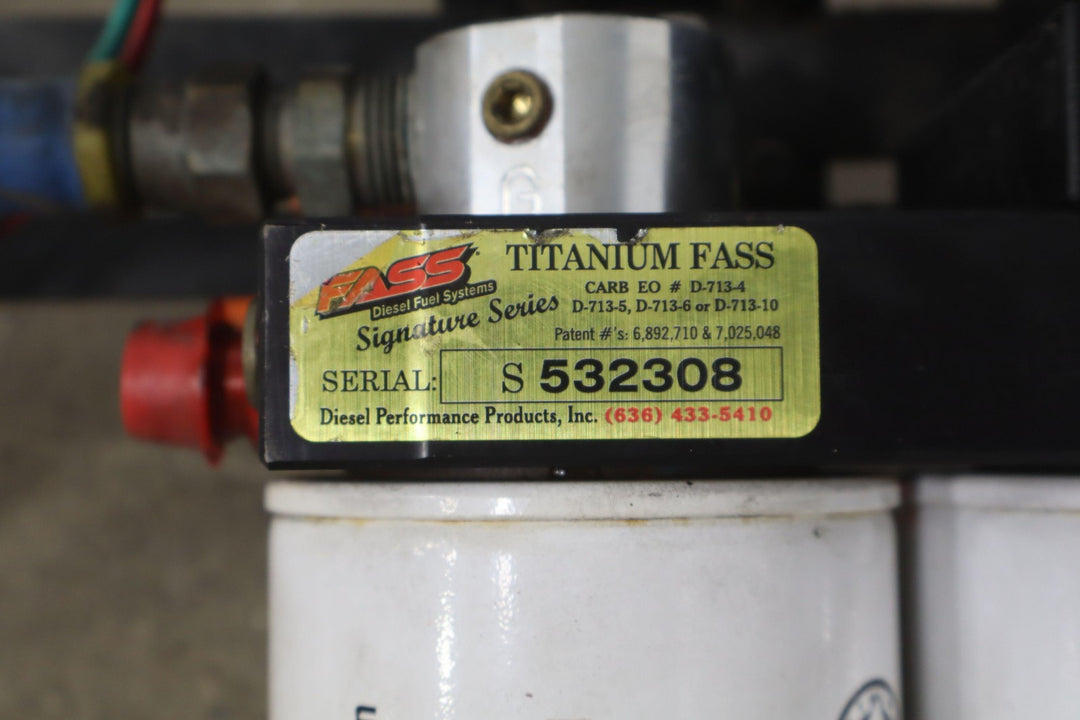 G
FASS
Diesel Fuel Systems
Signature Series
TITANIUM FASS
CARB EO # D-713-4
D-713-5, D-713-6 or D-713-10
Patent #'s: 6,892,710 & 7,025,048
SERIAL: S 532308
Diesel Performance Products, Inc. (636) 433-5410